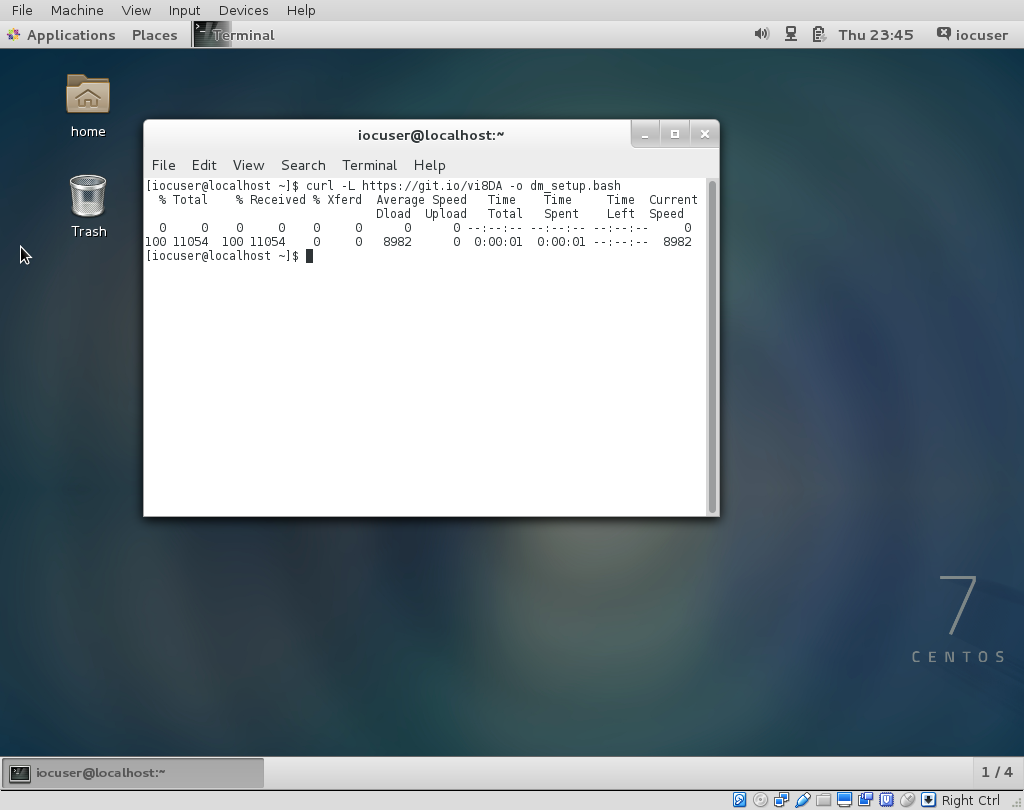 File Machine View Input Devices Help
Applications Places Terminal Thu 23:45 iocuser
home
Trash
iocuser@localhost:~
File Edit View Search Terminal Help
[iocuser@localhost ~]$ curl -L https://git.io/vi8DA -o dm_setup.bash
% Total % Received % Xferd Average Speed Time Time Time Current
Dload Upload Total Spent Left Speed
0 0 0 0 0 0 0 0 --:--:-- --:--:-- --:--:-- 0
100 11054 100 11054 0 0 8982 0 0:00:01 0:00:01 --:--:-- 8982
[iocuser@localhost ~]$
7
CENTOS
iocuser@localhost:~ 1 / 4
Right Ctrl